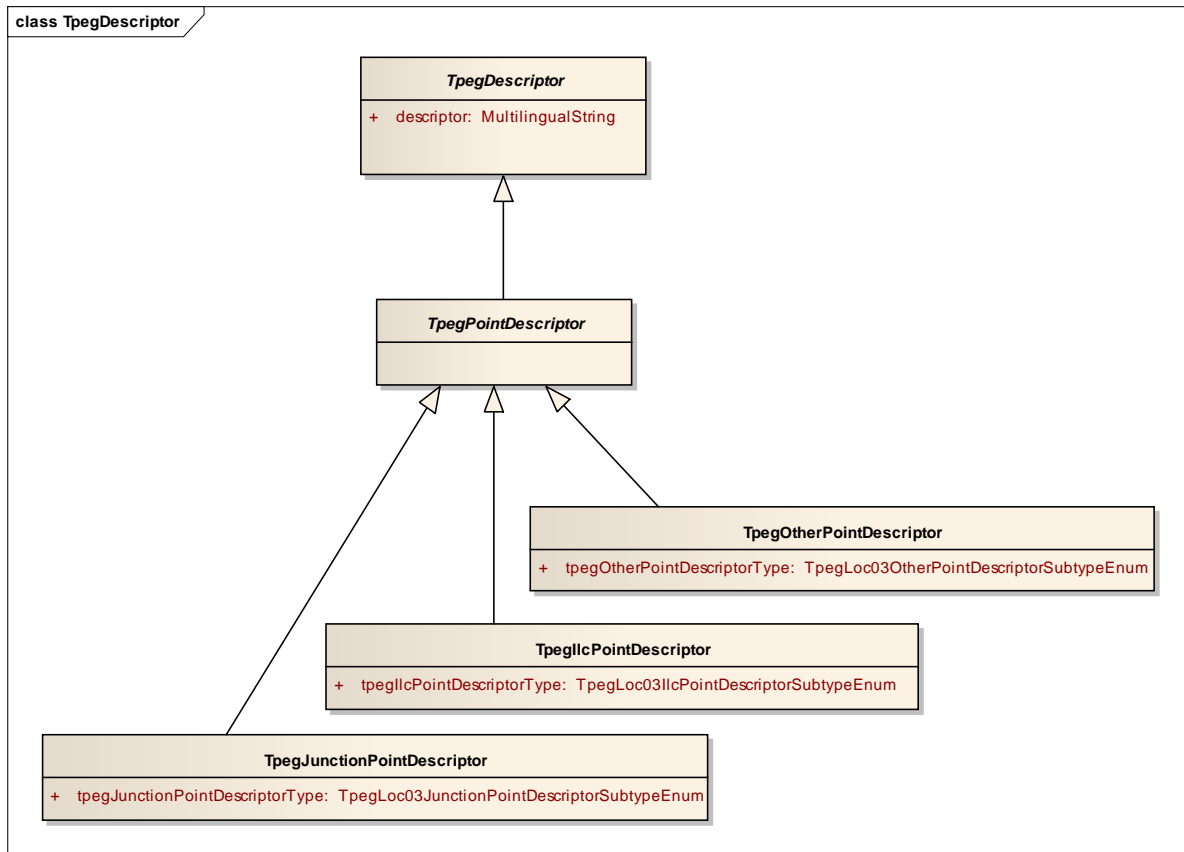 class TpegDescriptor
TpegDescriptor
+ descriptor: MultilingualString
TpegPointDescriptor
TpegOtherPointDescriptor
+ tpegOtherPointDescriptorType: TpegLoc03OtherPointDescriptorSubtypeEnum
TpegIlcPointDescriptor
+ tpegIlcPointDescriptorType: TpegLoc03IlcPointDescriptorSubtypeEnum
TpegJunctionPointDescriptor
+ tpegJunctionPointDescriptorType: TpegLoc03JunctionPointDescriptorSubtypeEnum